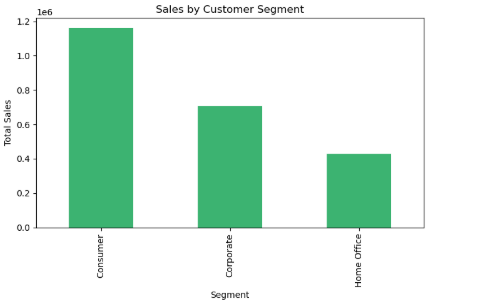 Sales by Customer Segment
1e6
1.2
1.0
0.8
0.6
0.4
0.2
0.0
Total Sales
Consumer
Corporate
Home Office
Segment